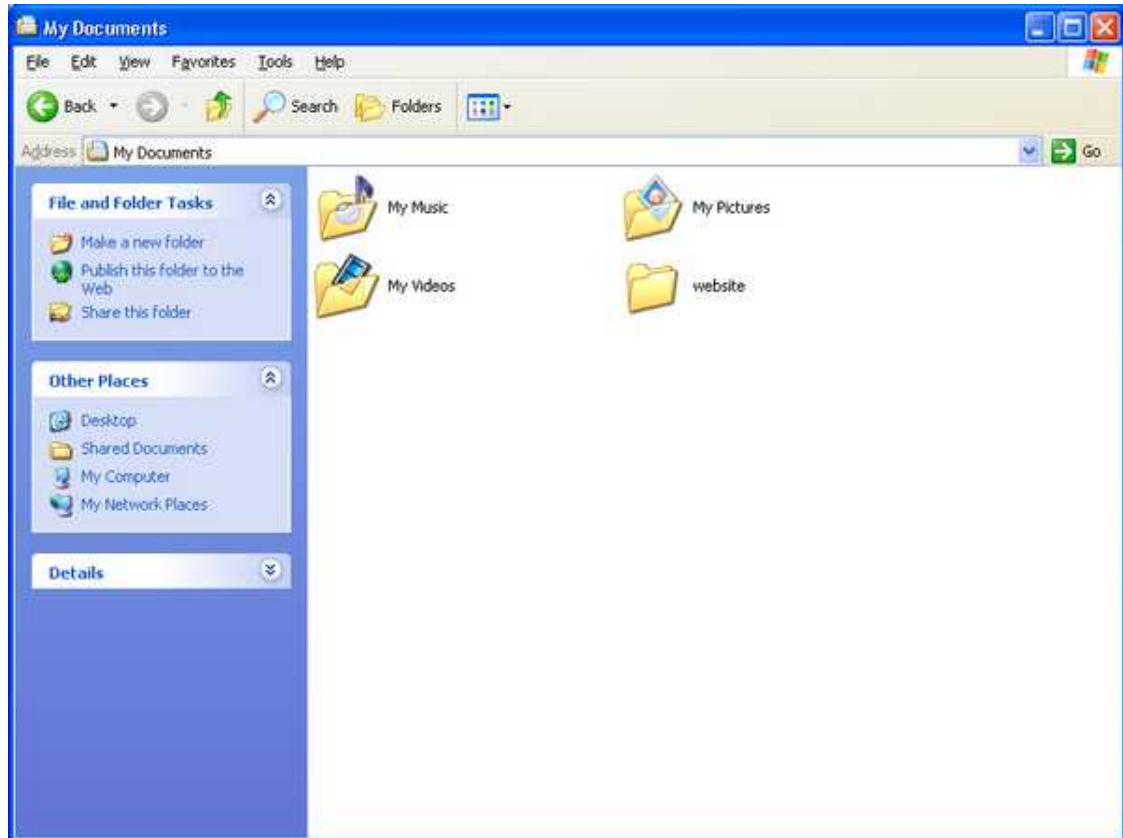 My Documents
File Edit View Favorites Tools Help
Back Search Folders
Address My Documents Go
File and Folder Tasks
Make a new folder
Publish this folder to the
Web
Share this folder
Other Places
Desktop
Shared Documents
My Computer
My Network Places
Details
My Music
My Pictures
My Videos
website